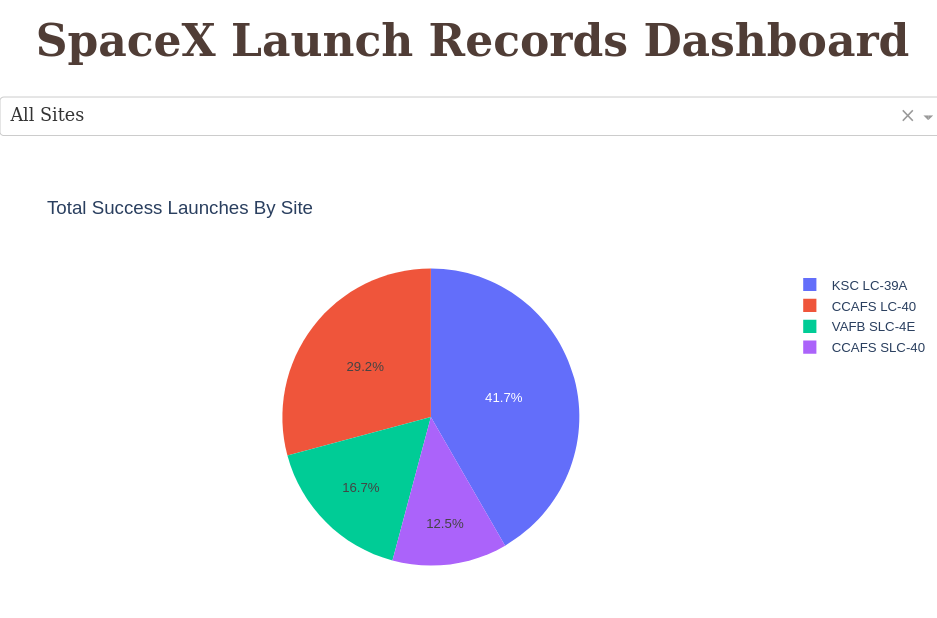 SpaceX Launch Records Dashboard
All Sites
Total Success Launches By Site
KSC LC-39A
CCAFS LC-40
VAFB SLC-4E
CCAFS SLC-40
29.2%
41.7%
16.7%
12.5%